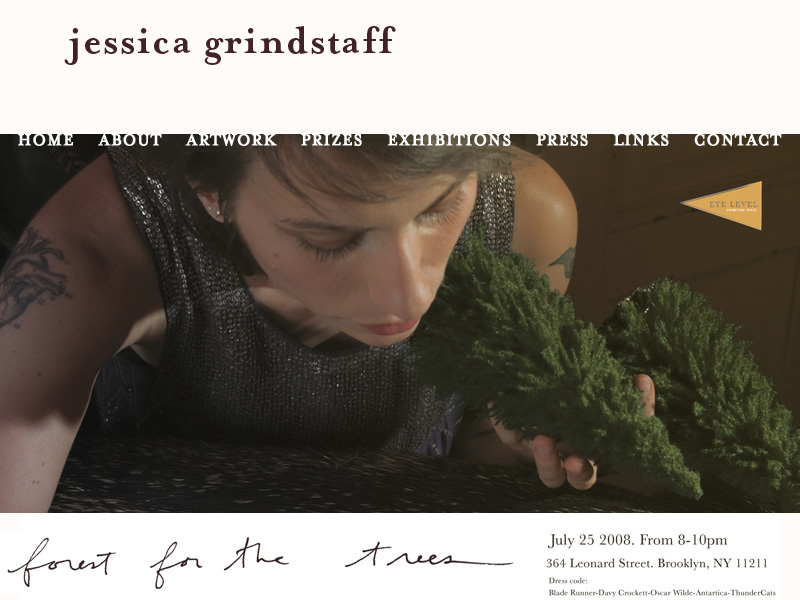 jessica grindstaff
HOME ABOUT ARTWORK PRIZES EXHIBITIONS PRESS LINKS CONTACT
EYE LEVEL
forest for the trees
July 25 2008. From 8-10pm
364 Leonard Street. Brooklyn, NY 11211
Dress code:
Blade Runner-Davy Crockett-Oscar Wilde-Antartica-ThunderCats